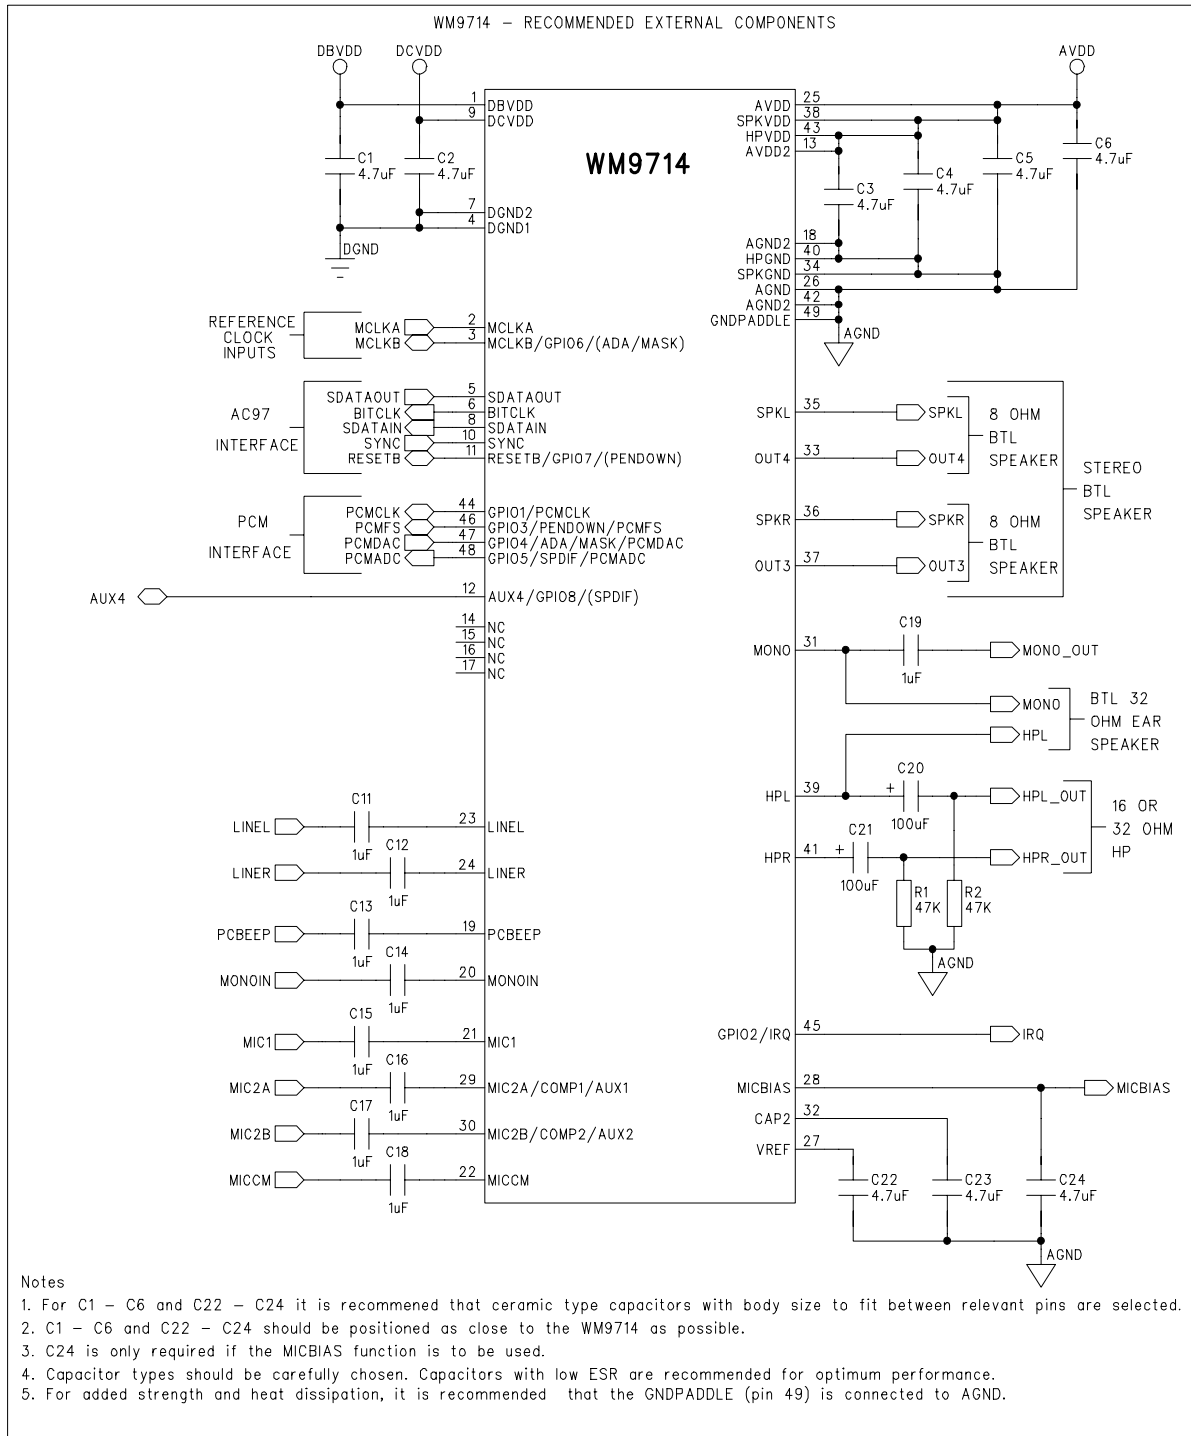 WM9714 – RECOMMENDED EXTERNAL COMPONENTS
DBVDD
DCVDD
AVDD
1 DBVDD
9 DCVDD
AVDD 25
SPKVDD 38
HPVDD 43
AVDD2 13
WM9714
C1
4.7uF
C2
4.7uF
C3
4.7uF
C4
4.7uF
C5
4.7uF
C6
4.7uF
7 DGND2
4 DGND1
DGND
AGND2 18
HPGND 40
SPKGND 34
AGND 26
AGND2 42
GNDPADDLE 49
AGND
REFERENCE
CLOCK
INPUTS
MCLKA 2 MCLKA
MCLKB 3 MCLKB/GPIO6/(ADA/MASK)
AC97
INTERFACE
SDATAOUT 5 SDATAOUT
BITCLK 6 BITCLK
SDATAIN 8 SDATAIN
SYNC 10 SYNC
RESETB 11 RESETB/GPIO7/(PENDOWN)
PCM
INTERFACE
PCMCLK 44 GPIO1/PCMCLK
PCMFS 46 GPIO3/PENDOWN/PCMFS
PCMDAC 47 GPIO4/ADA/MASK/PCMDAC
PCMADC 48 GPIO5/SPDIF/PCMADC
AUX4 12 AUX4/GPIO8/(SPDIF)
14 NC
15 NC
16 NC
17 NC
SPKL 35 SPKL
OUT4 33 OUT4
8 OHM
BTL
SPEAKER
SPKR 36 SPKR
OUT3 37 OUT3
8 OHM
BTL
SPEAKER
STEREO
BTL
SPEAKER
MONO 31
C19
1uF
MONO_OUT
MONO
HPL
BTL 32
OHM EAR
SPEAKER
HPL 39
+
C20
100uF
HPL_OUT
HPR 41
+
C21
100uF
HPR_OUT
16 OR
32 OHM
HP
R1
47K
R2
47K
AGND
LINEL
C11
1uF
23 LINEL
LINER
C12
1uF
24 LINER
PCBEEP
C13
1uF
19 PCBEEP
MONOIN
C14
1uF
20 MONOIN
MIC1
C15
1uF
21 MIC1
MIC2A
C16
1uF
29 MIC2A/COMP1/AUX1
MIC2B
C17
1uF
30 MIC2B/COMP2/AUX2
MICCM
C18
1uF
22 MICCM
GPIO2/IRQ 45 IRQ
MICBIAS 28 MICBIAS
CAP2 32
VREF 27
C22
4.7uF
C23
4.7uF
C24
4.7uF
AGND
Notes
1. For C1 – C6 and C22 – C24 it is recommened that ceramic type capacitors with body size to fit between relevant pins are selected.
2. C1 – C6 and C22 – C24 should be positioned as close to the WM9714 as possible.
3. C24 is only required if the MICBIAS function is to be used.
4. Capacitor types should be carefully chosen. Capacitors with low ESR are recommended for optimum performance.
5. For added strength and heat dissipation, it is recommended that the GNDPADDLE (pin 49) is connected to AGND.